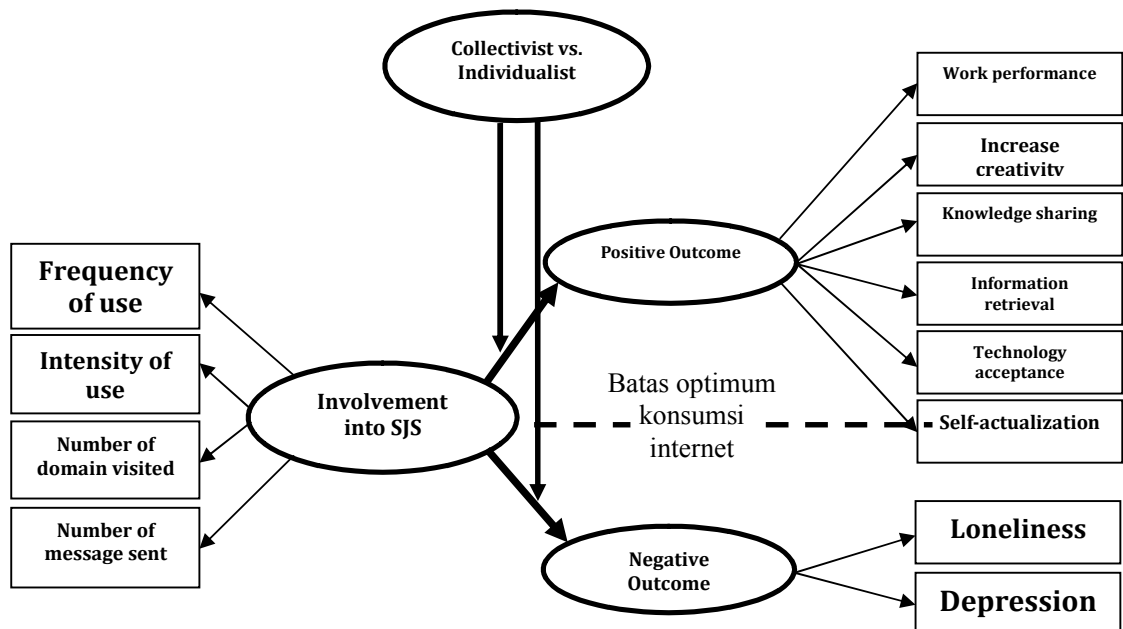 Collectivist vs.
Individualist
Work performance
Increase
creativity
Knowledge sharing
Positive Outcome
Frequency
of use
Information
retrieval
Intensity of
use
Technology
acceptance
Batas optimum
konsumsi
internet
Involvement
into SJS
Self-actualization
Number of
domain visited
Number of
message sent
Loneliness
Negative
Outcome
Depression